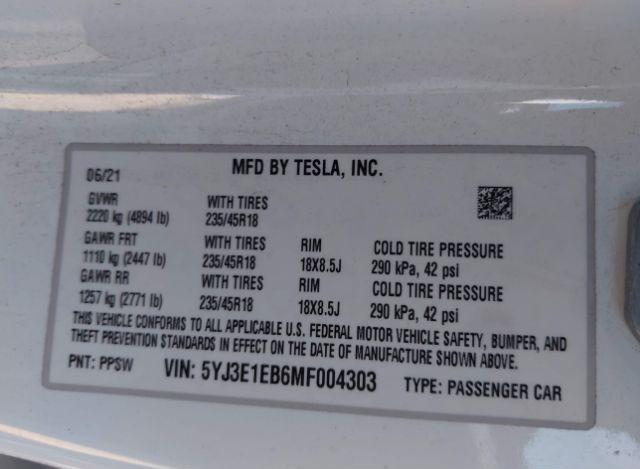 MFD BY TESLA, INC.
06/21
GVWR WITH TIRES
2220 kg (4894 lb) 235/45R18
GAWR FRT WITH TIRES RIM COLD TIRE PRESSURE
1110 kg (2447 lb) 235/45R18 18X8.5J 290 kPa, 42 psi
GAWR RR WITH TIRES RIM COLD TIRE PRESSURE
1257 kg (2771 lb) 235/45R18 18X8.5J 290 kPa, 42 psi
THIS VEHICLE CONFORMS TO ALL APPLICABLE U.S. FEDERAL MOTOR VEHICLE SAFETY, BUMPER, AND
THEFT PREVENTION STANDARDS IN EFFECT ON THE DATE OF MANUFACTURE SHOWN ABOVE.
PNT: PPSW VIN: 5YJ3E1EB6MF004303 TYPE: PASSENGER CAR